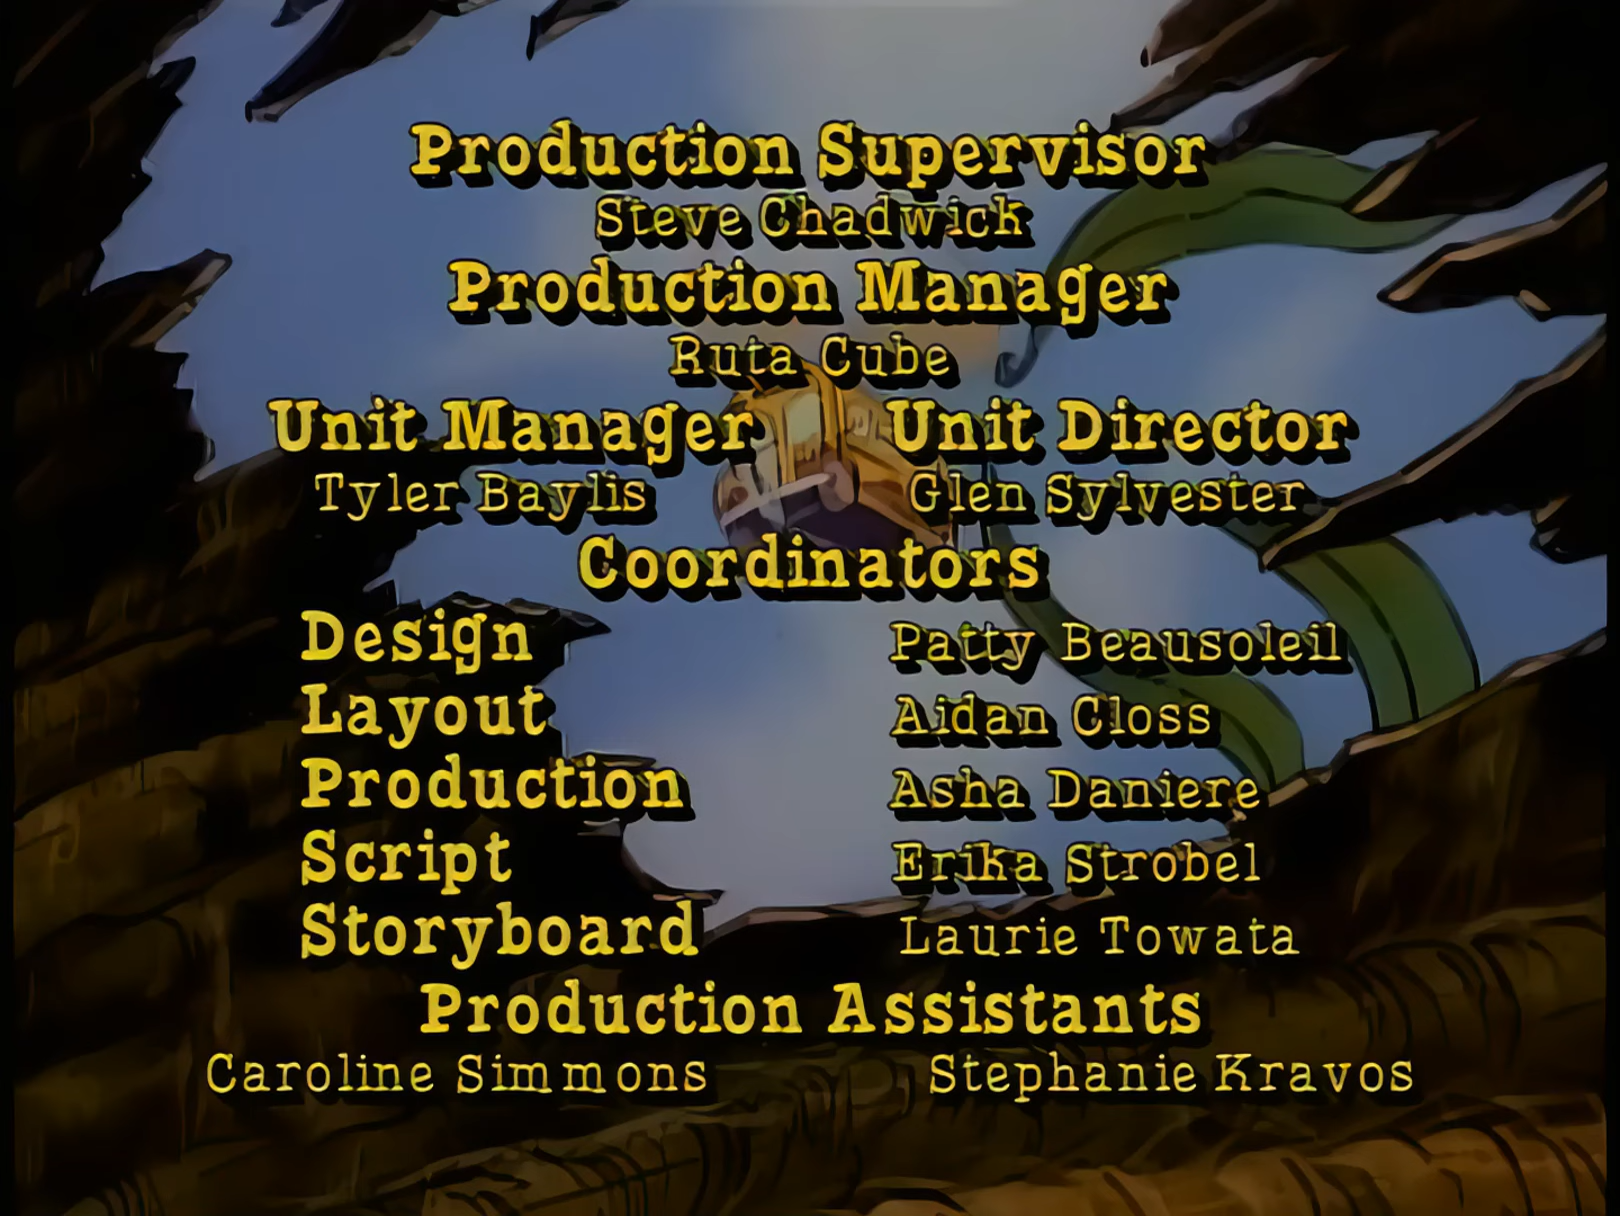 Production Supervisor
Steve Chadwick
Production Manager
Ruta Cube
Unit Manager Unit Director
Tyler Baylis Glen Sylvester
Coordinators
Design Patty Beausoleil
Layout Aidan Closs
Production Asha Daniere
Script Erika Strobel
Storyboard Laurie Towata
Production Assistants
Caroline Simmons Stephanie Kravos